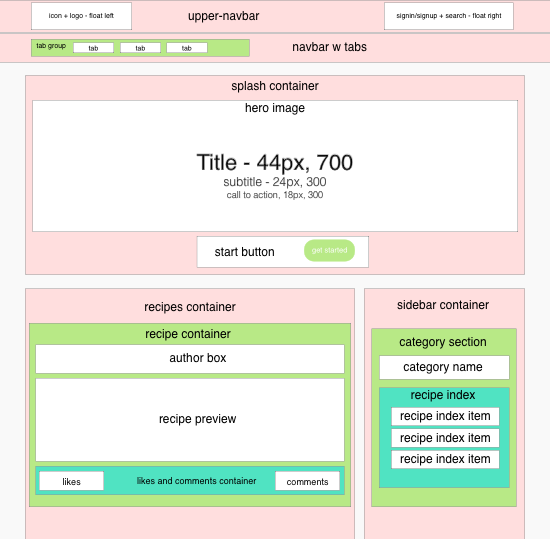 icon + logo - float left
upper-navbar
signin/signup + search - float right
tab group
tab
tab
tab
navbar w tabs
splash container
hero image
Title - 44px, 700
subtitle - 24px, 300
call to action, 18px, 300
start button
get started
recipes container
recipe container
author box
recipe preview
likes
likes and comments container
comments
sidebar container
category section
category name
recipe index
recipe index item
recipe index item
recipe index item